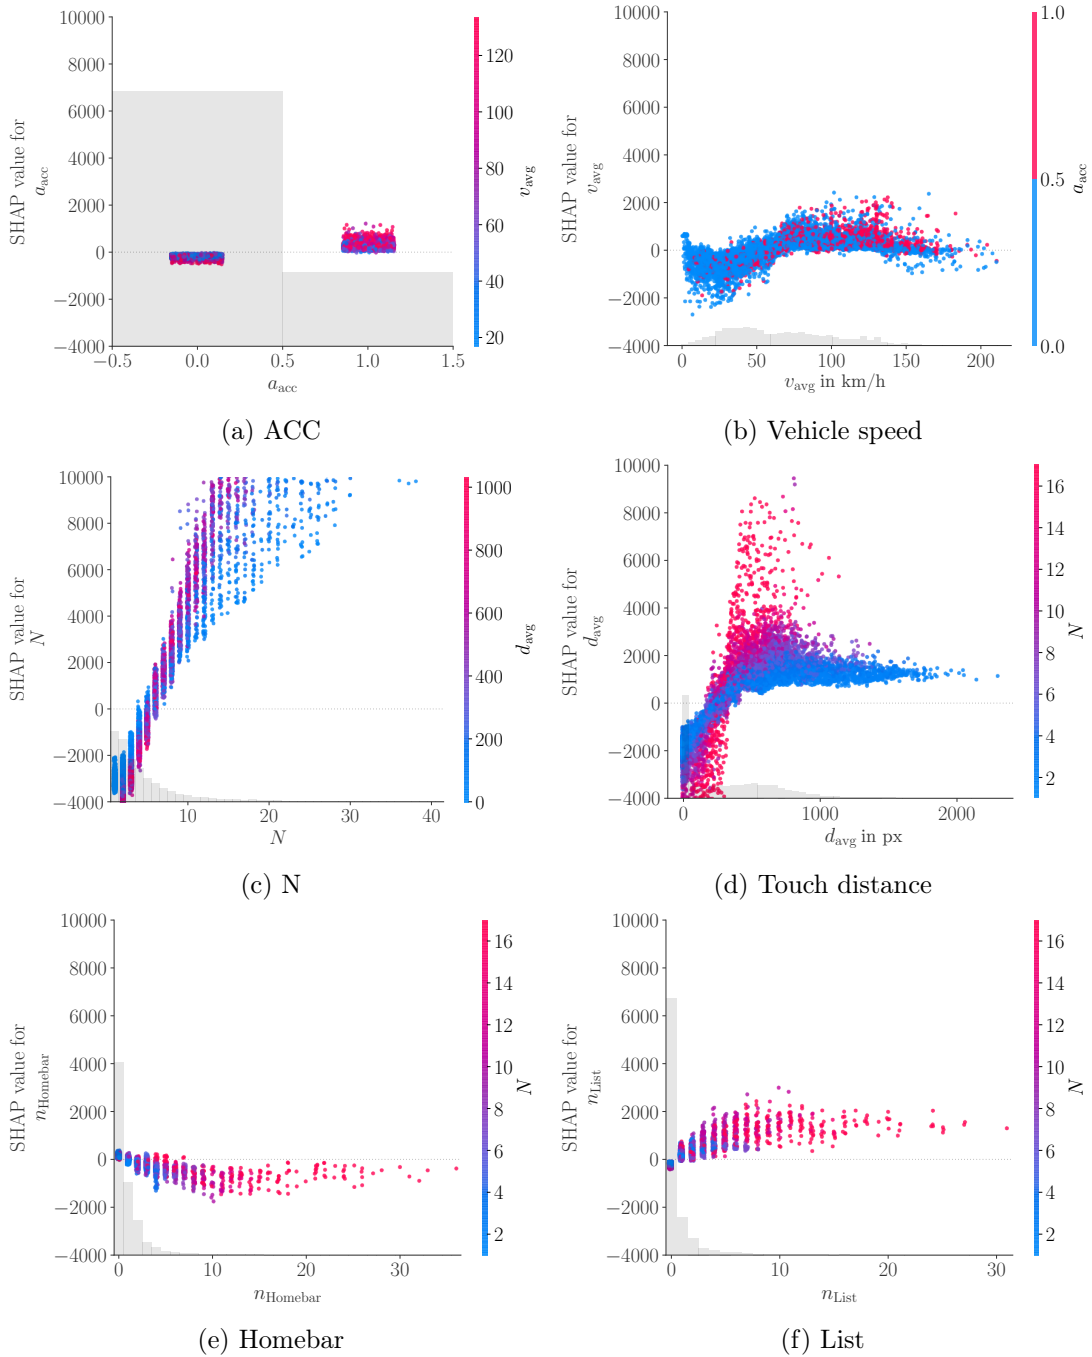 10000
8000
6000
4000
2000
0
−2000
−4000
SHAP value for
a_acc
−0.5 0.0 0.5 1.0 1.5
a_acc
120
100
80
60
40
20
v_avg
(a) ACC
10000
8000
6000
4000
2000
0
−2000
−4000
SHAP value for
v_avg
0 50 100 150 200
v_avg in km/h
1.0
0.5
0.0
a_acc
(b) Vehicle speed
10000
8000
6000
4000
2000
0
−2000
−4000
SHAP value for
N
10 20 30 40
N
1000
800
600
400
200
0
d_avg
(c) N
10000
8000
6000
4000
2000
0
−2000
−4000
SHAP value for
d_avg
0 1000 2000
d_avg in px
16
14
12
10
8
6
4
2
N
(d) Touch distance
10000
8000
6000
4000
2000
0
−2000
−4000
SHAP value for
n_Homebar
0 10 20 30
n_Homebar
16
14
12
10
8
6
4
2
N
(e) Homebar
10000
8000
6000
4000
2000
0
−2000
−4000
SHAP value for
n_List
0 10 20 30
n_List
16
14
12
10
8
6
4
2
N
(f) List